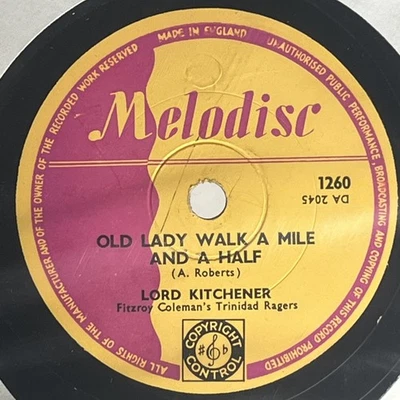 MADE IN ENGLAND
ALL RIGHTS OF THE MANUFACTURER AND OF THE OWNER OF THE RECORDED WORK RESERVED
UNAUTHORISED PUBLIC PERFORMANCE, BROADCASTING AND COPYING OF THIS RECORD PROHIBITED
Melodisc
1260
DA 2045
OLD LADY WALK A MILE
AND A HALF
(A. Roberts)
LORD KITCHENER
Fitzroy Coleman's Trinidad Ragers
COPYRIGHT
CONTROL